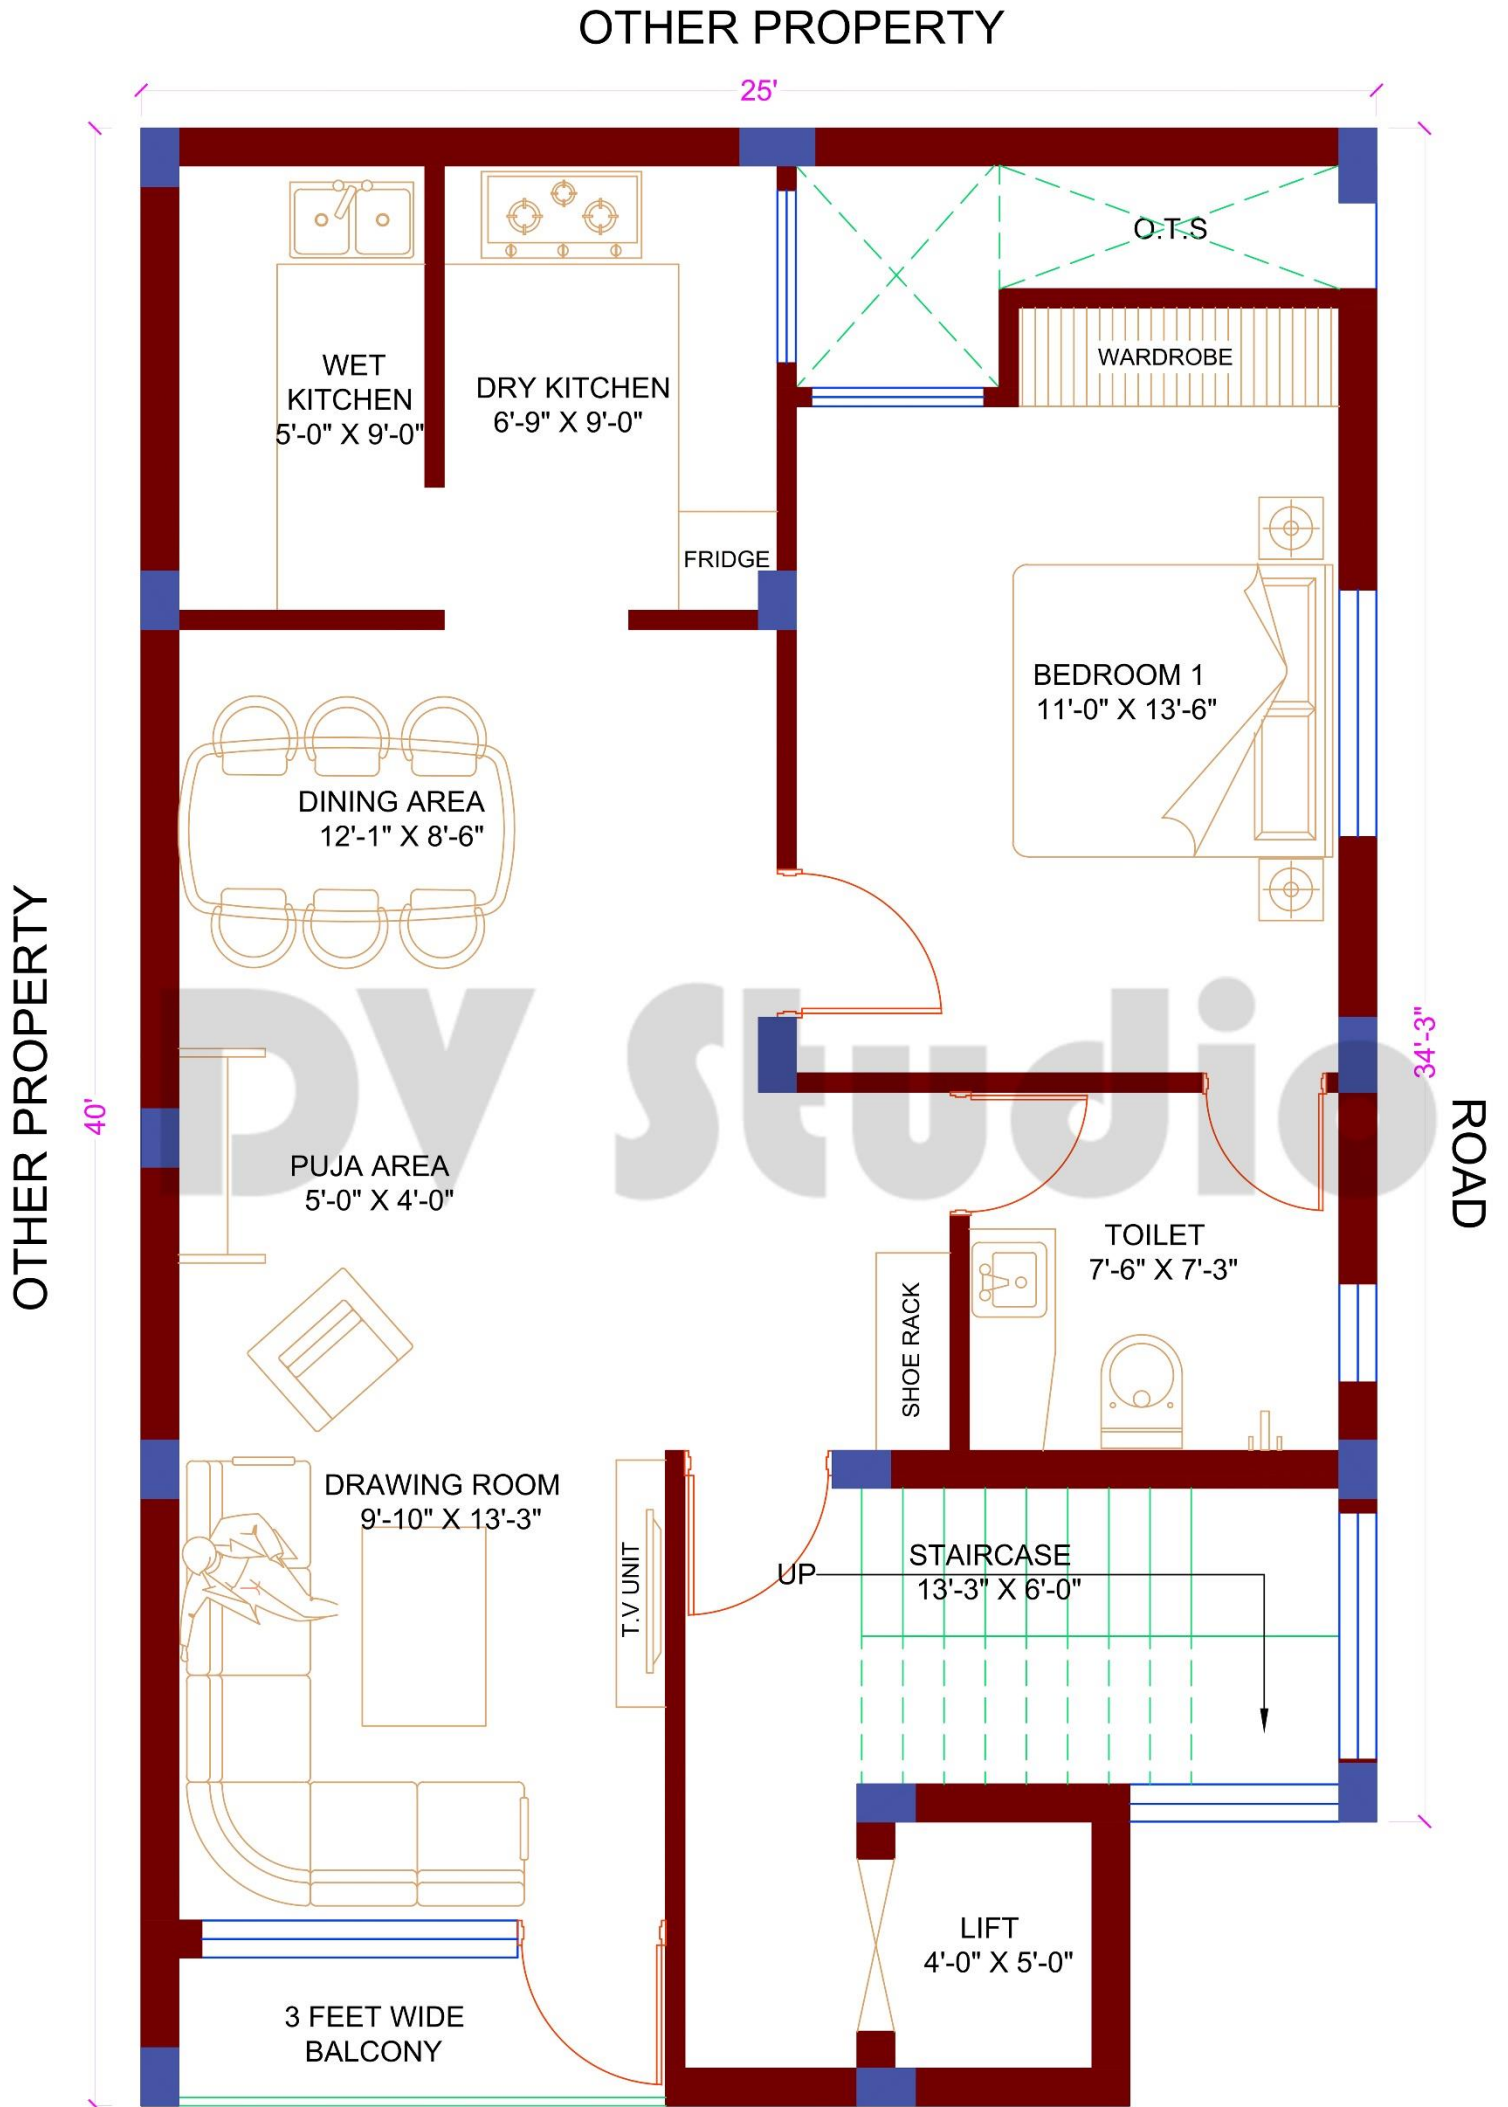 OTHER PROPERTY
25'
O.T.S
WET
KITCHEN
5'-0" X 9'-0"
DRY KITCHEN
6'-9" X 9'-0"
WARDROBE
FRIDGE
BEDROOM 1
11'-0" X 13'-6"
DINING AREA
12'-1" X 8'-6"
OTHER PROPERTY
40'
DV Studio
34'-3"
ROAD
PUJA AREA
5'-0" X 4'-0"
TOILET
7'-6" X 7'-3"
SHOE RACK
DRAWING ROOM
9'-10" X 13'-3"
T.V UNIT
UP
STAIRCASE
13'-3" X 6'-0"
LIFT
4'-0" X 5'-0"
3 FEET WIDE
BALCONY